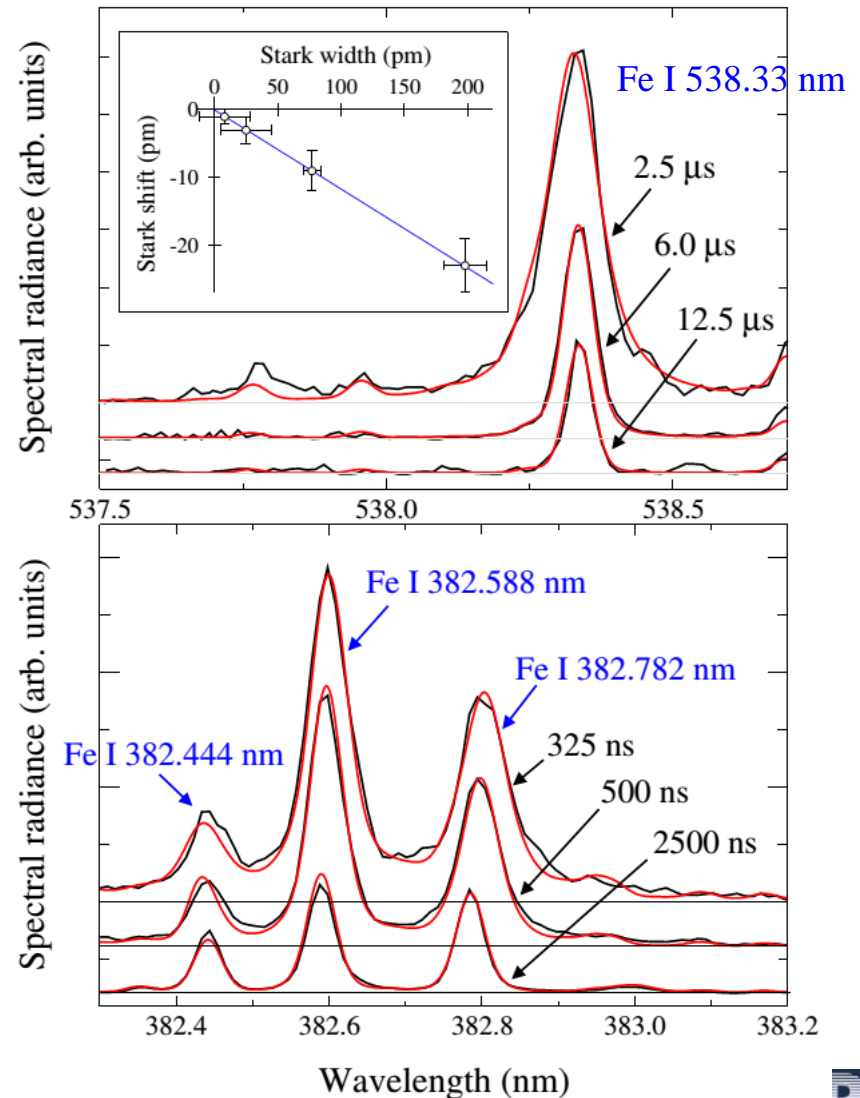 Stark width (pm)
0 50 100 150 200
Stark shift (pm)
0
-10
-20
Fe I 538.33 nm
2.5 μs
6.0 μs
12.5 μs
Spectral radiance (arb. units)
537.5 538.0 538.5
Fe I 382.588 nm
Fe I 382.782 nm
Fe I 382.444 nm
325 ns
500 ns
2500 ns
Spectral radiance (arb. units)
382.4 382.6 382.8 383.0 383.2
Wavelength (nm)